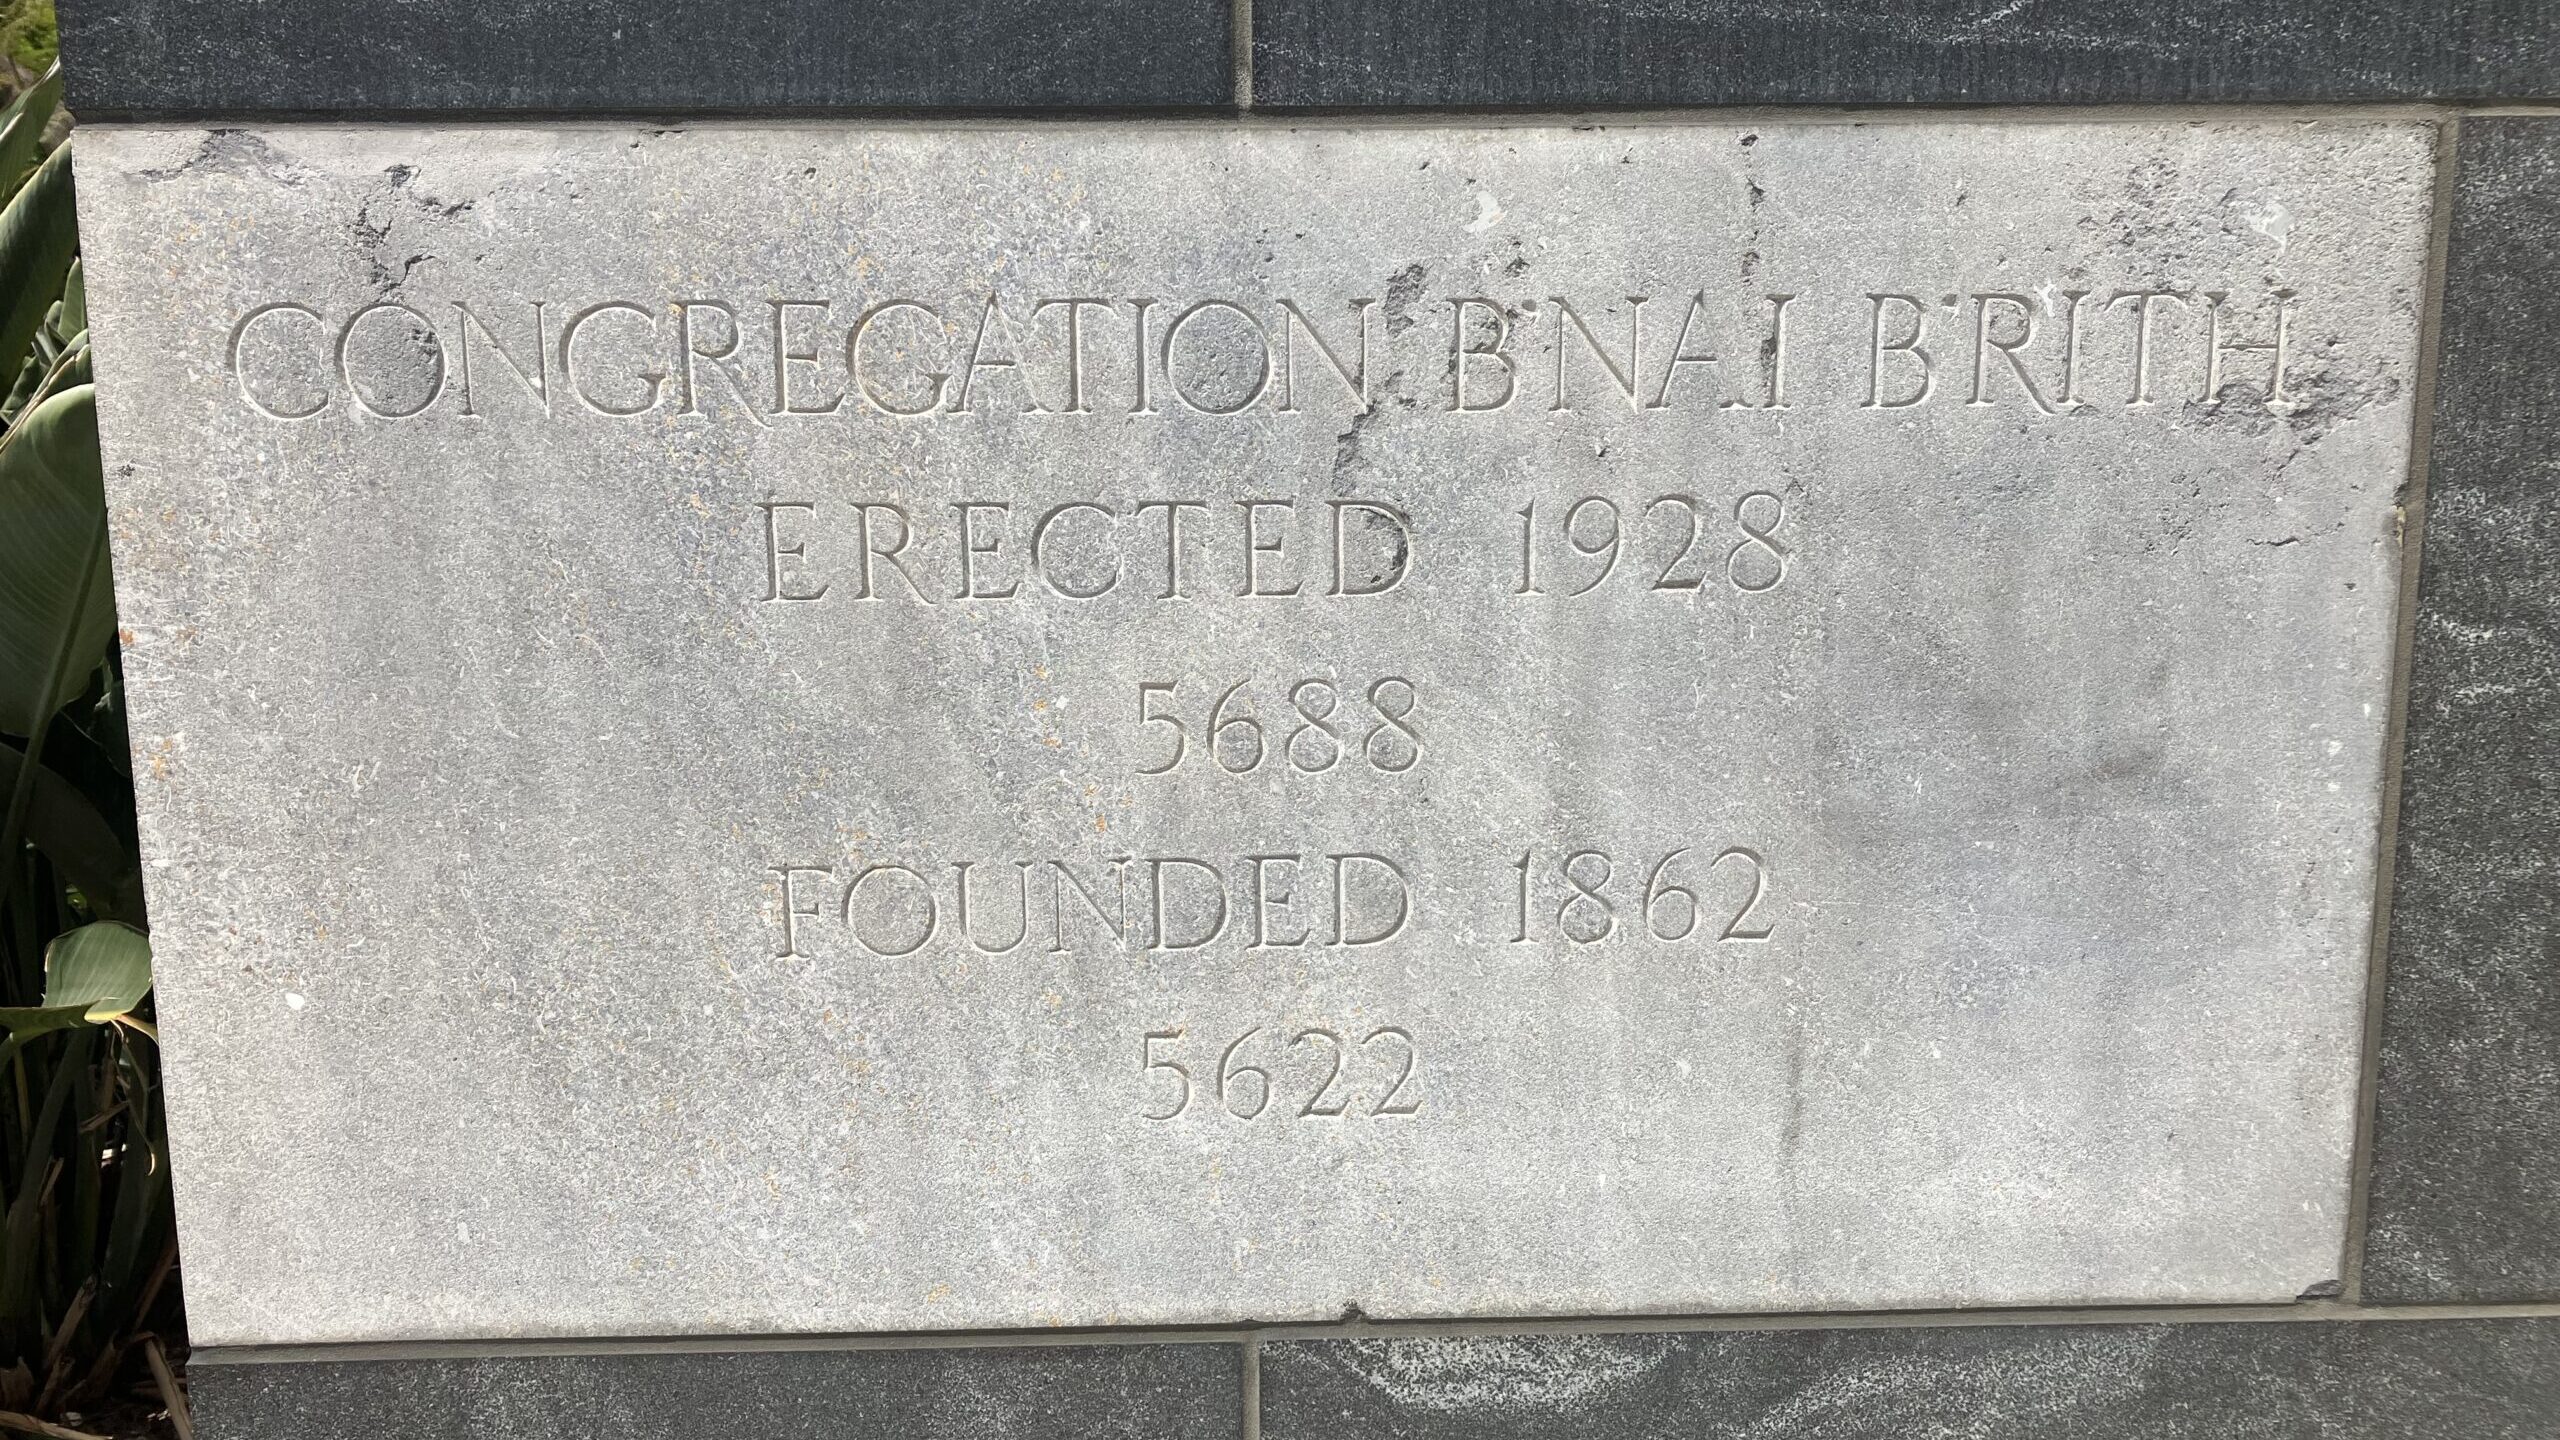 CONGREGATION B'NAI B'RITH
ERECTED 1928
5688
FOUNDED 1862
5622